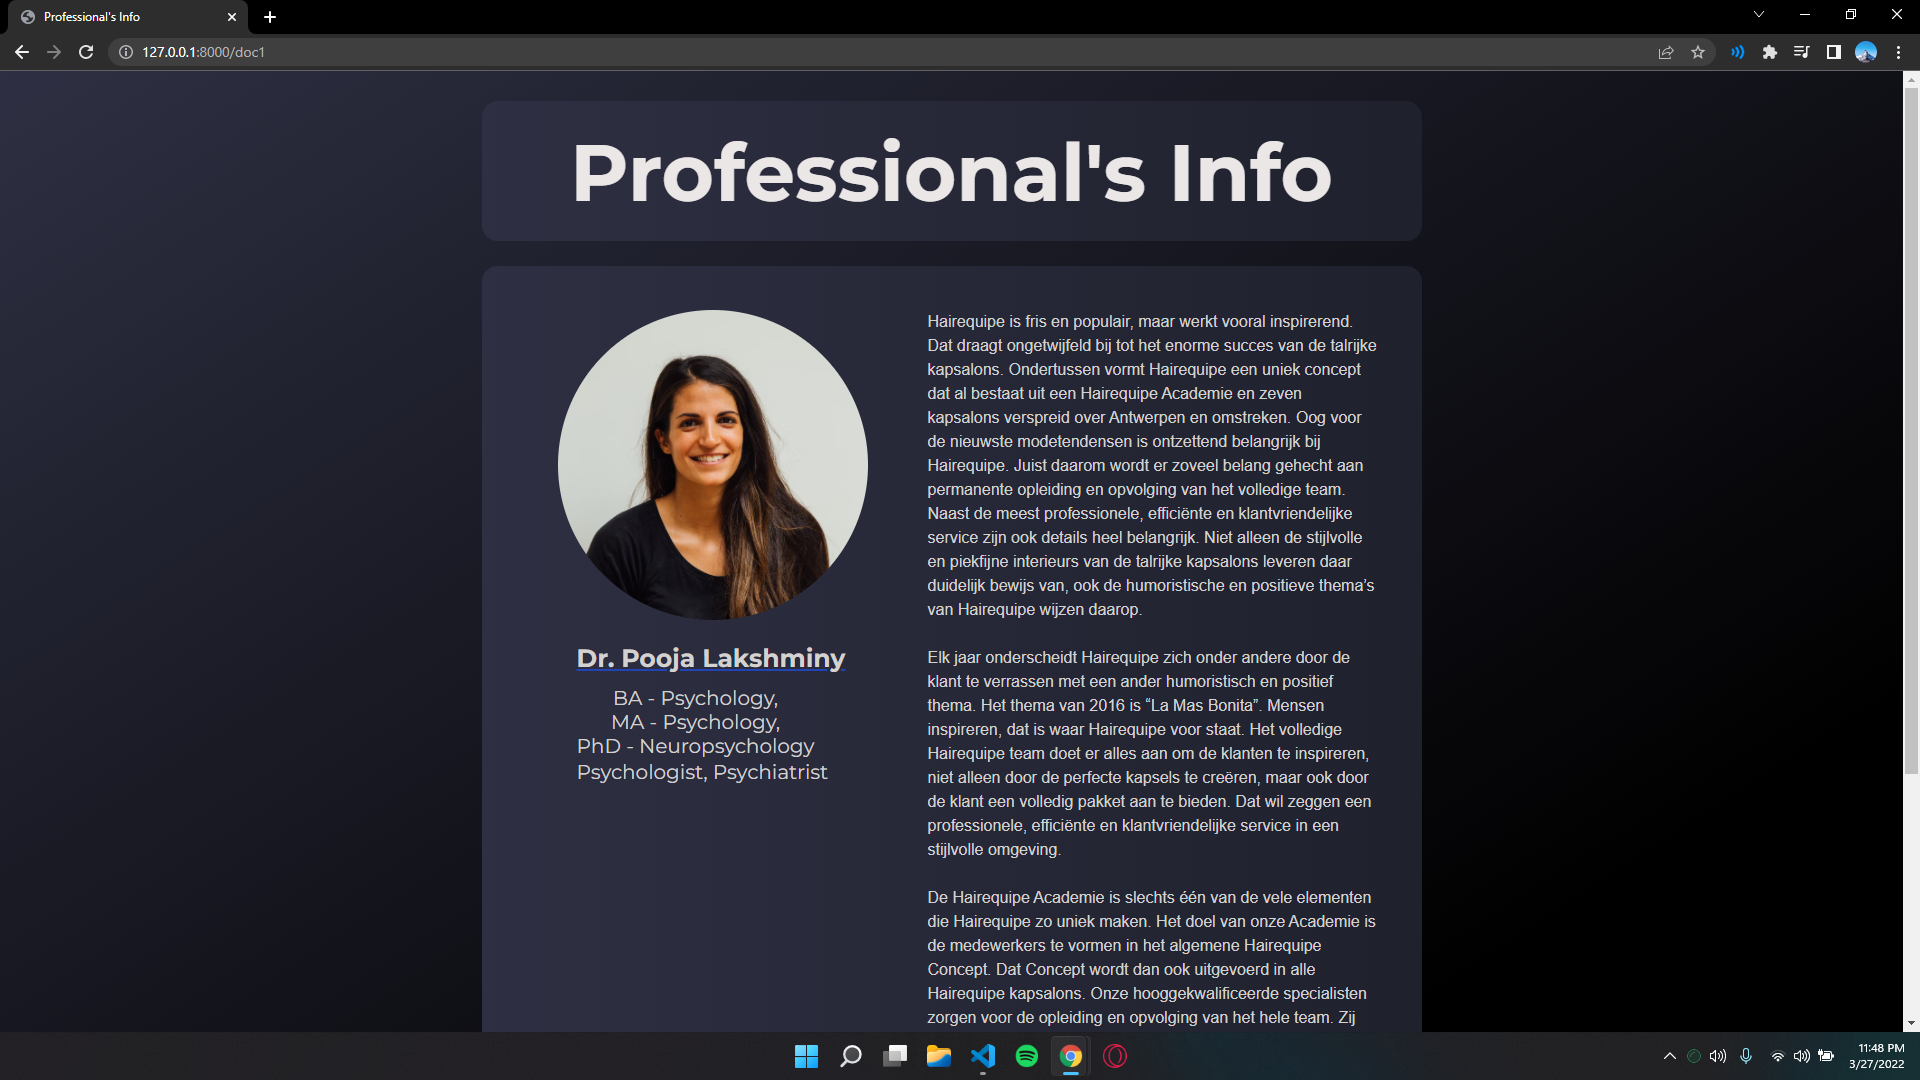 Professional's Info
127.0.0.1:8000/doc1
Professional's Info
Dr. Pooja Lakshminy
BA - Psychology,
MA - Psychology,
PhD - Neuropsychology
Psychologist, Psychiatrist
Hairequipe is fris en populair, maar werkt vooral inspirerend.
Dat draagt ongetwijfeld bij tot het enorme succes van de talrijke
kapsalons. Ondertussen vormt Hairequipe een uniek concept
dat al bestaat uit een Hairequipe Academie en zeven
kapsalons verspreid over Antwerpen en omstreken. Oog voor
de nieuwste modetendensen is ontzettend belangrijk bij
Hairequipe. Juist daarom wordt er zoveel belang gehecht aan
permanente opleiding en opvolging van het volledige team.
Naast de meest professionele, efficiënte en klantvriendelijke
service zijn ook details heel belangrijk. Niet alleen de stijlvolle
en piekfijne interieurs van de talrijke kapsalons leveren daar
duidelijk bewijs van, ook de humoristische en positieve thema’s
van Hairequipe wijzen daarop.
Elk jaar onderscheidt Hairequipe zich onder andere door de
klant te verrassen met een ander humoristisch en positief
thema. Het thema van 2016 is “La Mas Bonita”. Mensen
inspireren, dat is waar Hairequipe voor staat. Het volledige
Hairequipe team doet er alles aan om de klanten te inspireren,
niet alleen door de perfecte kapsels te creëren, maar ook door
de klant een volledig pakket aan te bieden. Dat wil zeggen een
professionele, efficiënte en klantvriendelijke service in een
stijlvolle omgeving.
De Hairequipe Academie is slechts één van de vele elementen
die Hairequipe zo uniek maken. Het doel van onze Academie is
de medewerkers te vormen in het algemene Hairequipe
Concept. Dat Concept wordt dan ook uitgevoerd in alle
Hairequipe kapsalons. Onze hooggekwalificeerde specialisten
zorgen voor de opleiding en opvolging van het hele team. Zij
11:48 PM
3/27/2022